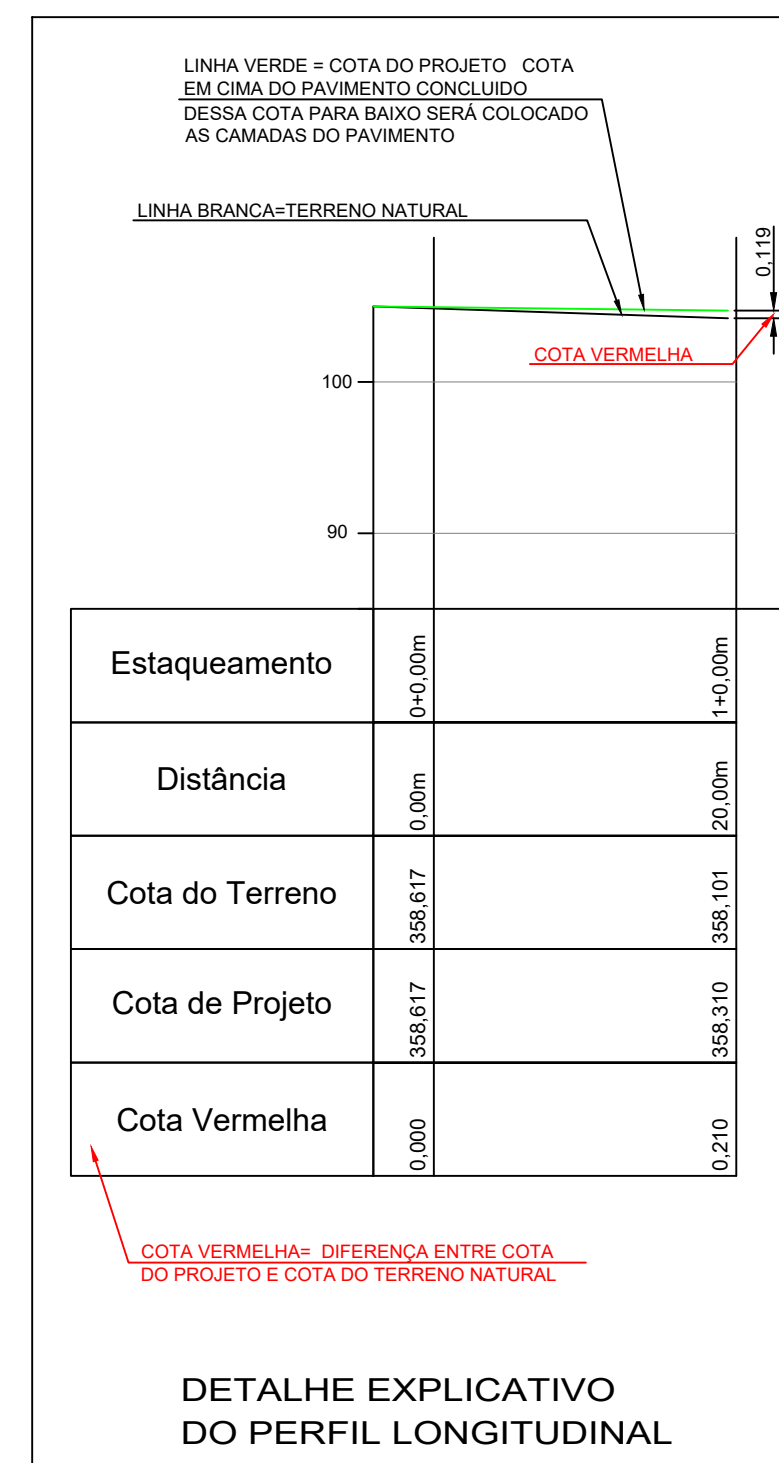 LINHA VERDE = COTA DO PROJETO COTA
EM CIMA DO PAVIMENTO CONCLUIDO
DESSA COTA PARA BAIXO SERÁ COLOCADO
AS CAMADAS DO PAVIMENTO
LINHA BRANCA=TERRENO NATURAL
0,119
COTA VERMELHA
100
90
Estaqueamento 0+0,00m 1+0,00m
Distância 0,00m 20,00m
Cota do Terreno 358,617 358,101
Cota de Projeto 358,617 358,310
Cota Vermelha 0,000 0,210
COTA VERMELHA= DIFERENÇA ENTRE COTA
DO PROJETO E COTA DO TERRENO NATURAL
DETALHE EXPLICATIVO
DO PERFIL LONGITUDINAL